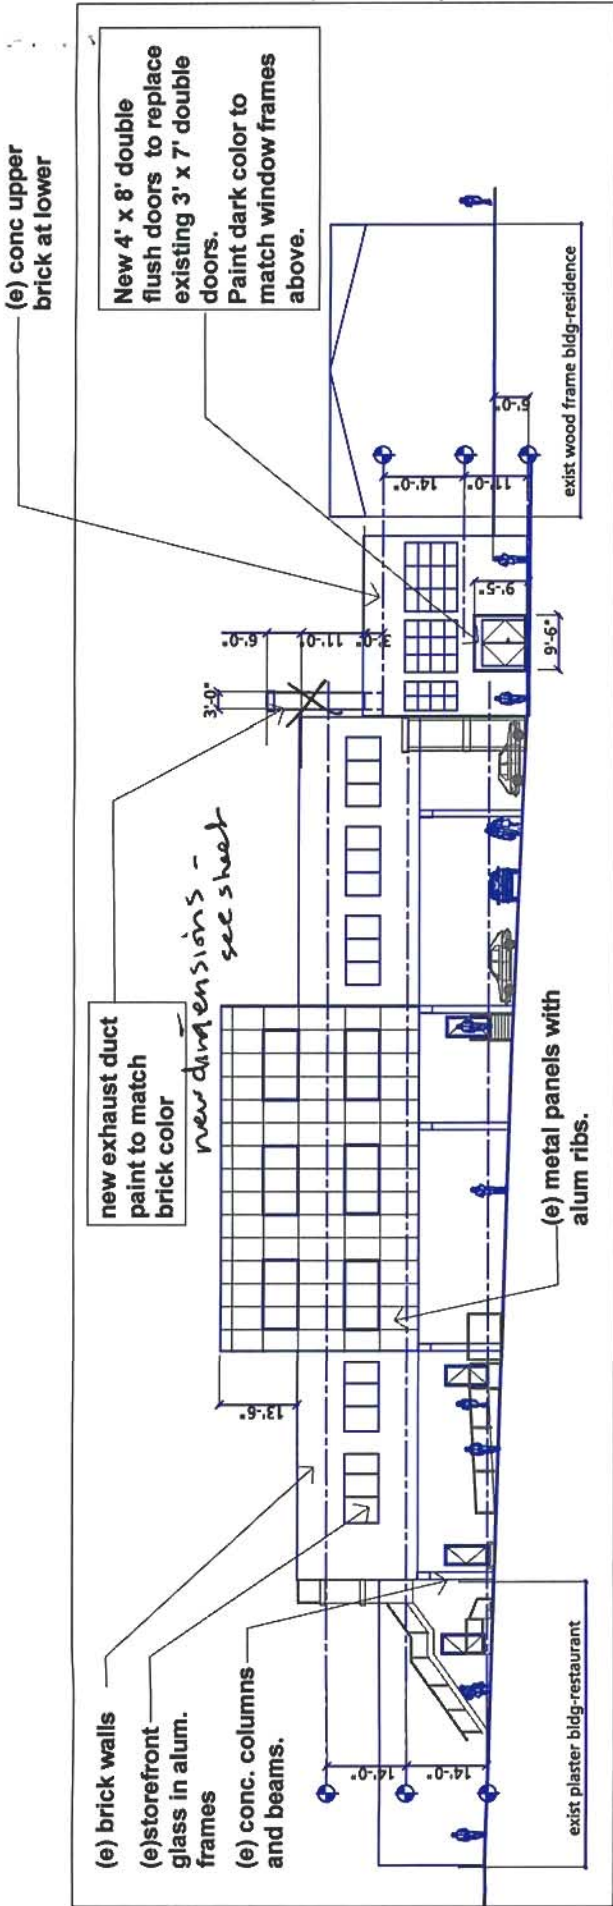 (e) conc upper
brick at lower
New 4' x 8' double
flush doors to replace
existing 3' x 7' double
doors.
Paint dark color to
match window frames
above.
new exhaust duct
paint to match
brick color
new dimensions -
see sheet
(e) brick walls
(e)storefront
glass in alum.
frames
(e) conc. columns
and beams.
(e) metal panels with
alum ribs.
13'-6"
14'-0"
14'-0"
3'-0"
6'-0"
11'-0"
3'-0"
14'-0"
11'-0"
6'-0"
9'-5"
9'-6"
exist plaster bldg-restaurant
exist wood frame bldg-residence